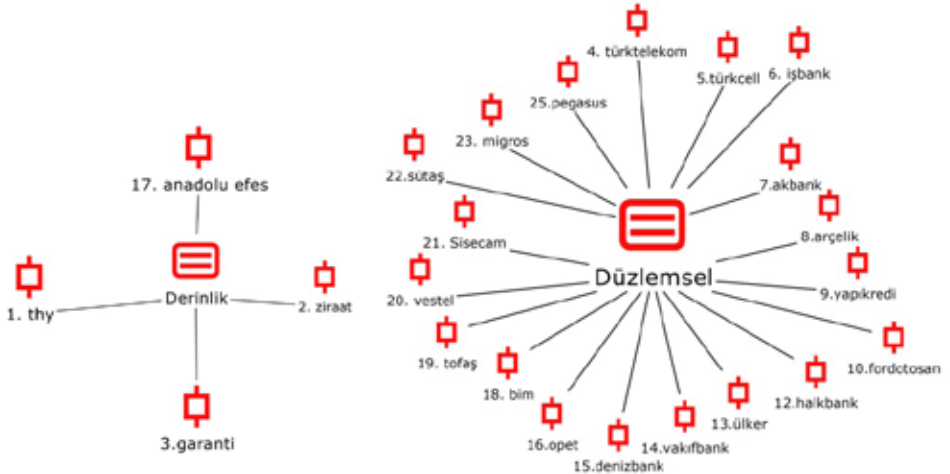 4. türktelekom
5.türkcell
6. işbank
25.pegasus
23. migros
22.sütaş
7.akbank
17. anadolu efes
8.arçelik
21. Sisecam
Derinlik
Düzlemsel
1. thy
2. ziraat
20. vestel
9.yapıkredi
19. tofaş
10.fordotosan
18. bim
12.halkbank
3.garanti
16.opet
13.ülker
14.vakıfbank
15.denizbank